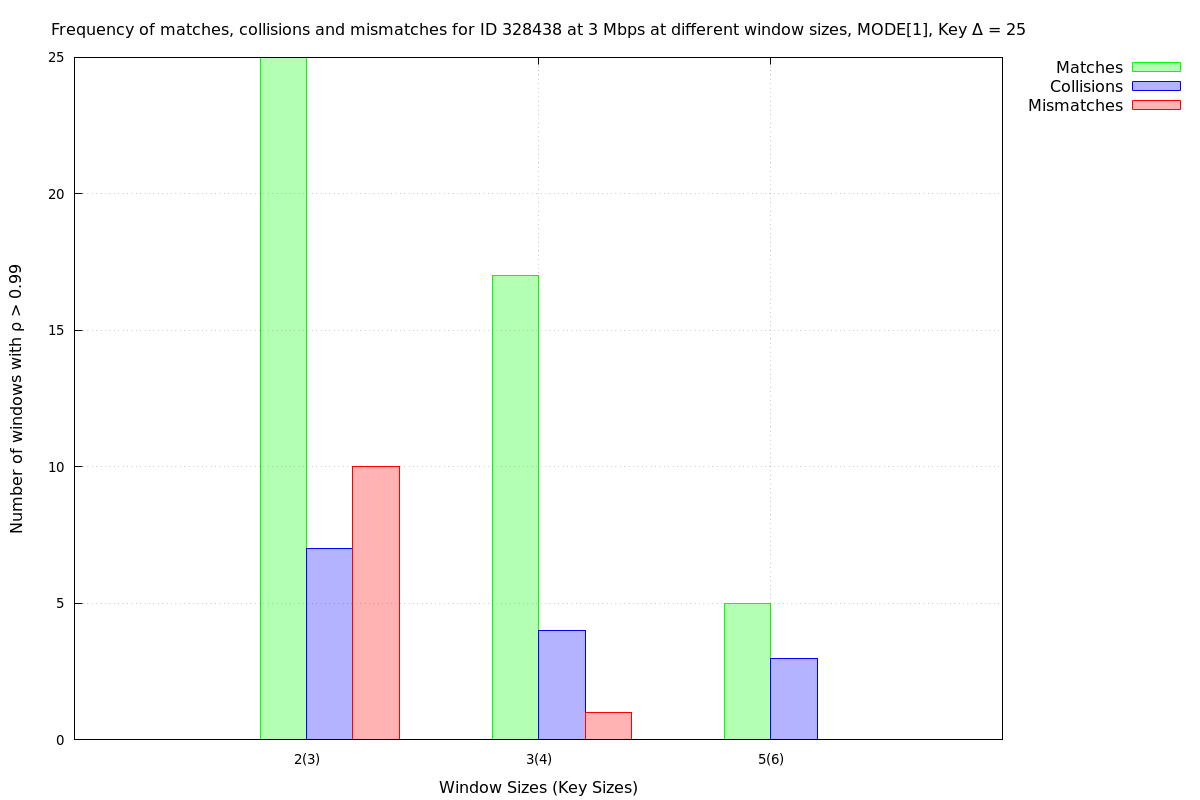 Frequency of matches, collisions and mismatches for ID 328438 at 3 Mbps at different window sizes, MODE[1], Key Δ = 25
Matches
Collisions
Mismatches
Number of windows with ρ > 0.99
25
20
15
10
5
0
2(3)
3(4)
5(6)
Window Sizes (Key Sizes)